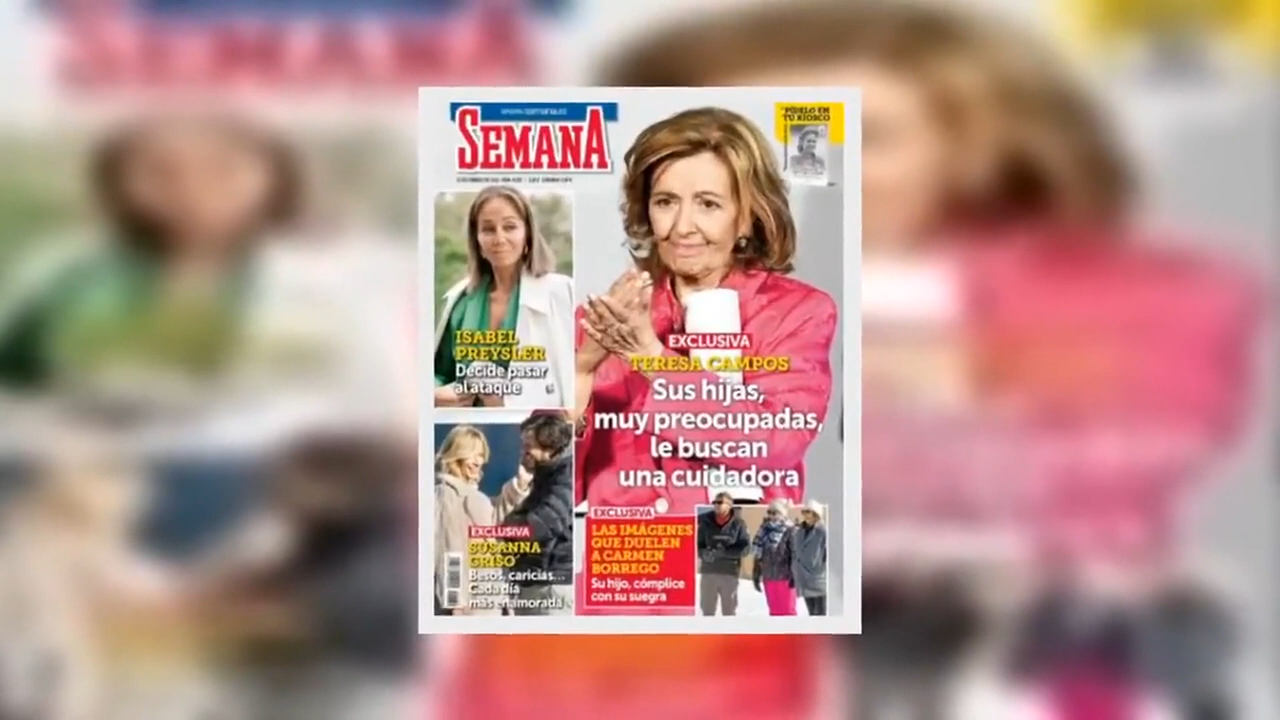 SEMANA
PÍDELO EN
TU KIOSCO
ISABEL
PREYSLER
Decide pasar
al ataque
EXCLUSIVA
TERESA CAMPOS
Sus hijas,
muy preocupadas,
le buscan
una cuidadora
EXCLUSIVA
SUSANNA
GRISO
Besos, caricias...
Cada día
más enamorada
EXCLUSIVA
LAS IMÁGENES
QUE DUELEN
A CARMEN
BORREGO
Su hijo, cómplice
con su suegra